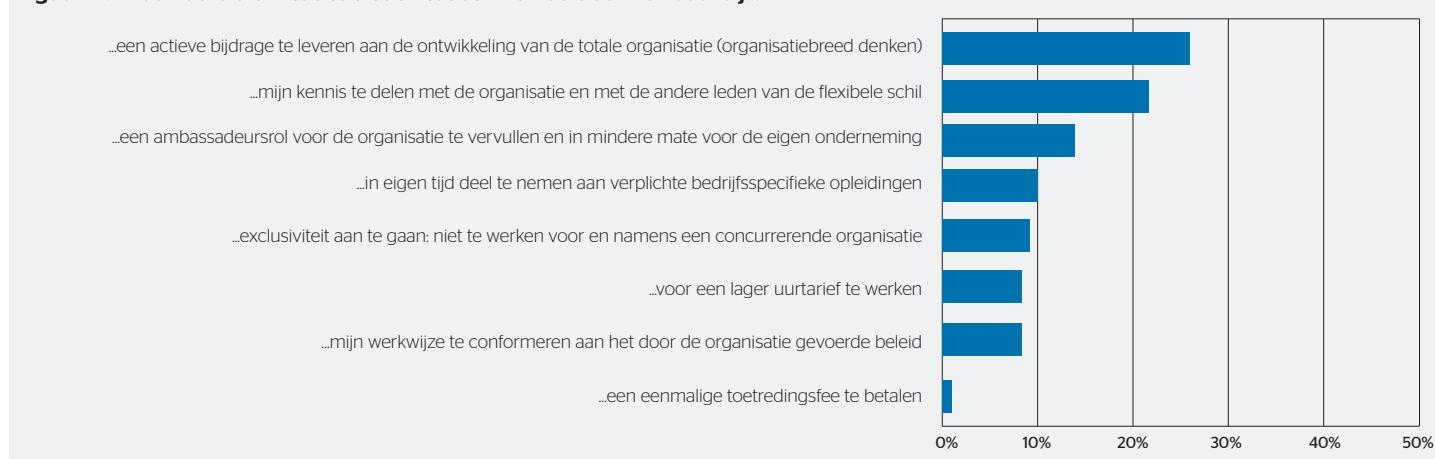 ...een actieve bijdrage te leveren aan de ontwikkeling van de totale organisatie (organisatiebreed denken)
...mijn kennis te delen met de organisatie en met de andere leden van de flexibele schil
...een ambassadeursrol voor de organisatie te vervullen en in mindere mate voor de eigen onderneming
...in eigen tijd deel te nemen aan verplichte bedrijfsspecifieke opleidingen
...exclusiviteit aan te gaan: niet te werken voor en namens een concurrerende organisatie
...voor een lager uurtarief te werken
...mijn werkwijze te conformeren aan het door de organisatie gevoerde beleid
...een eenmalige toetredingsfee te betalen
0% 10% 20% 30% 40% 50%